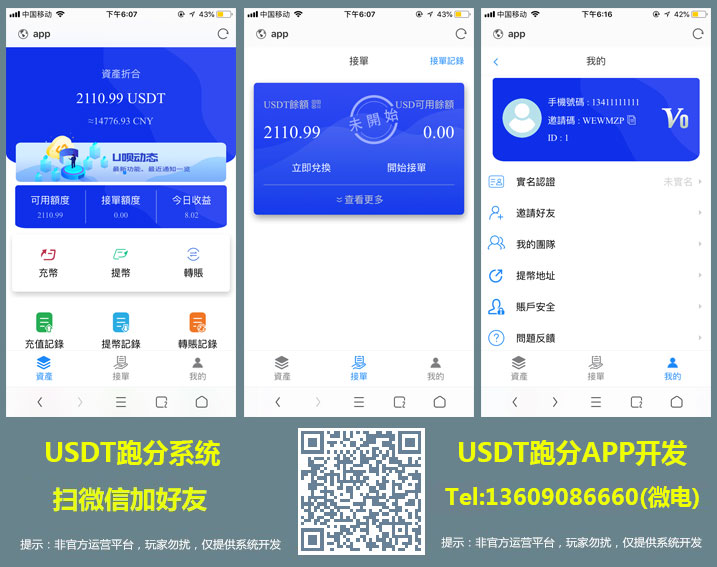 中国移动 下午6:07 43%
app
資產折合
2110.99 USDT
≈14776.93 CNY
U呗动态
最新功能、最近通知一览
可用額度 接單額度 今日收益
2110.99 0.00 8.02
充幣 提幣 轉賬
充值記錄 提幣記錄 轉賬記錄
資產 接單 我的
中国移动 下午6:07 43%
app
接單 接單記錄
USDT餘額 USD可用餘額
未開始
2110.99 0.00
立即兌換 開始接單
查看更多
資產 接單 我的
中国移动 下午6:16 42%
app
我的
手機號碼 : 13411111111
邀請碼 : WEWMZP
ID : 1
V0
實名認證 未實名
邀請好友
我的團隊
提幣地址
賬戶安全
問題反饋
資產 接單 我的
USDT跑分系统
扫微信加好友
提示：非官方运营平台，玩家勿扰，仅提供系统开发
USDT跑分APP开发
Tel:13609086660(微电)
提示：非官方运营平台，玩家勿扰，仅提供系统开发